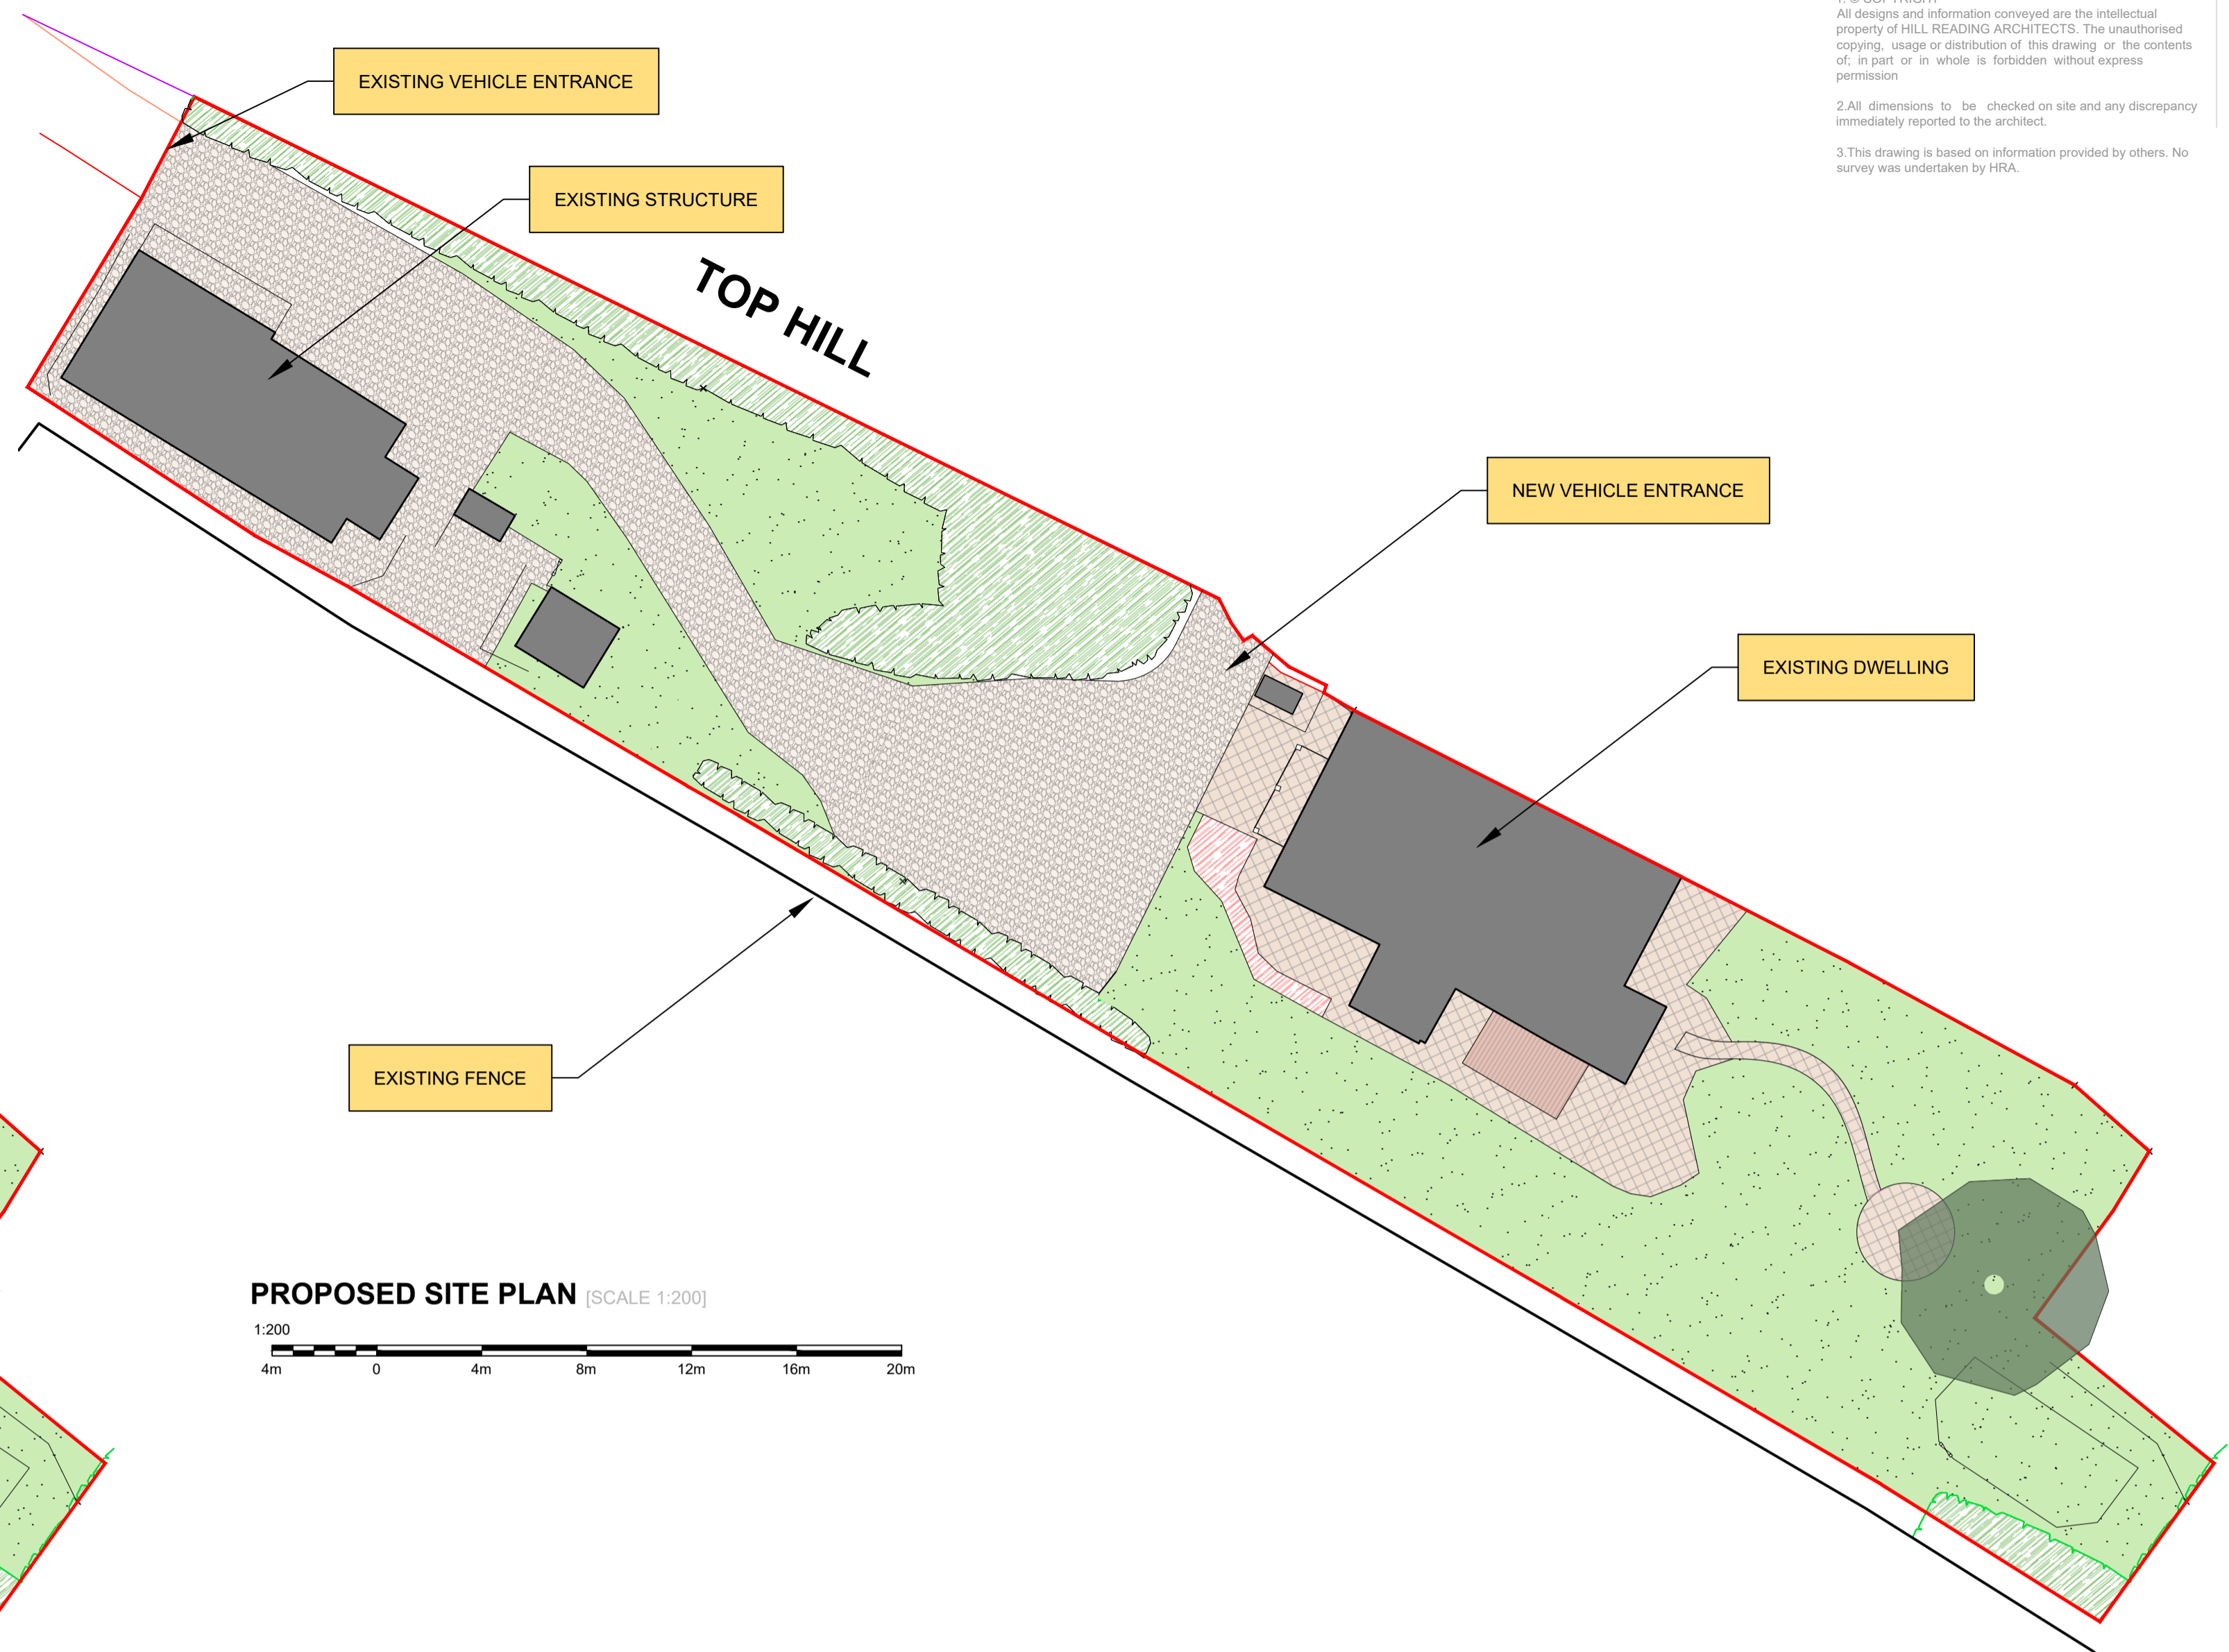 All designs and information conveyed are the intellectual
property of HILL READING ARCHITECTS. The unauthorised
copying, usage or distribution of this drawing or the contents
of; in part or in whole is forbidden without express
permission
2.All dimensions to be checked on site and any discrepancy
immediately reported to the architect.
3.This drawing is based on information provided by others. No
survey was undertaken by HRA.
EXISTING VEHICLE ENTRANCE
EXISTING STRUCTURE
TOP HILL
NEW VEHICLE ENTRANCE
EXISTING DWELLING
EXISTING FENCE
PROPOSED SITE PLAN [SCALE 1:200]
1:200
4m 0 4m 8m 12m 16m 20m